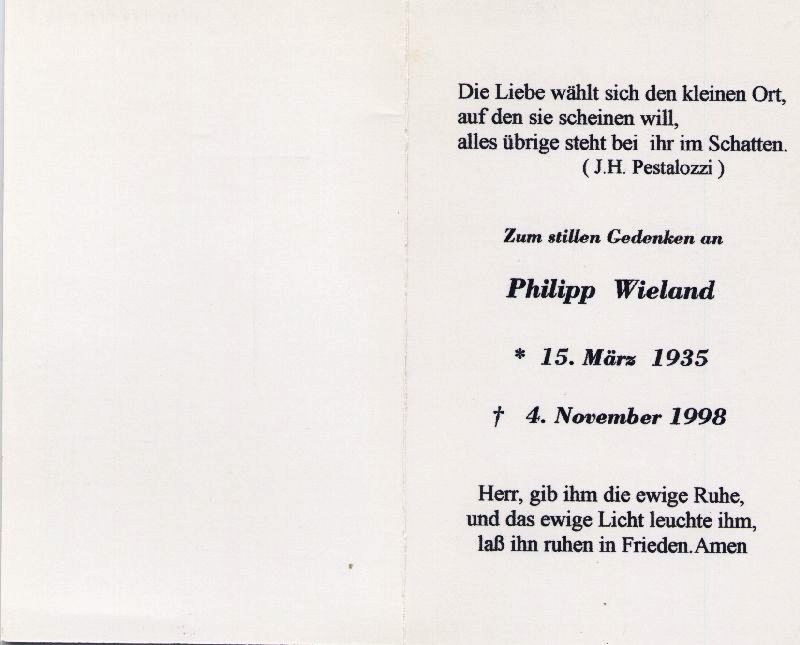 Die Liebe wählt sich den kleinen Ort,
auf den sie scheinen will,
alles übrige steht bei ihr im Schatten.
( J.H. Pestalozzi )
Zum stillen Gedenken an
Philipp Wieland
* 15. März 1935
† 4. November 1998
Herr, gib ihm die ewige Ruhe,
und das ewige Licht leuchte ihm,
laß ihn ruhen in Frieden.Amen